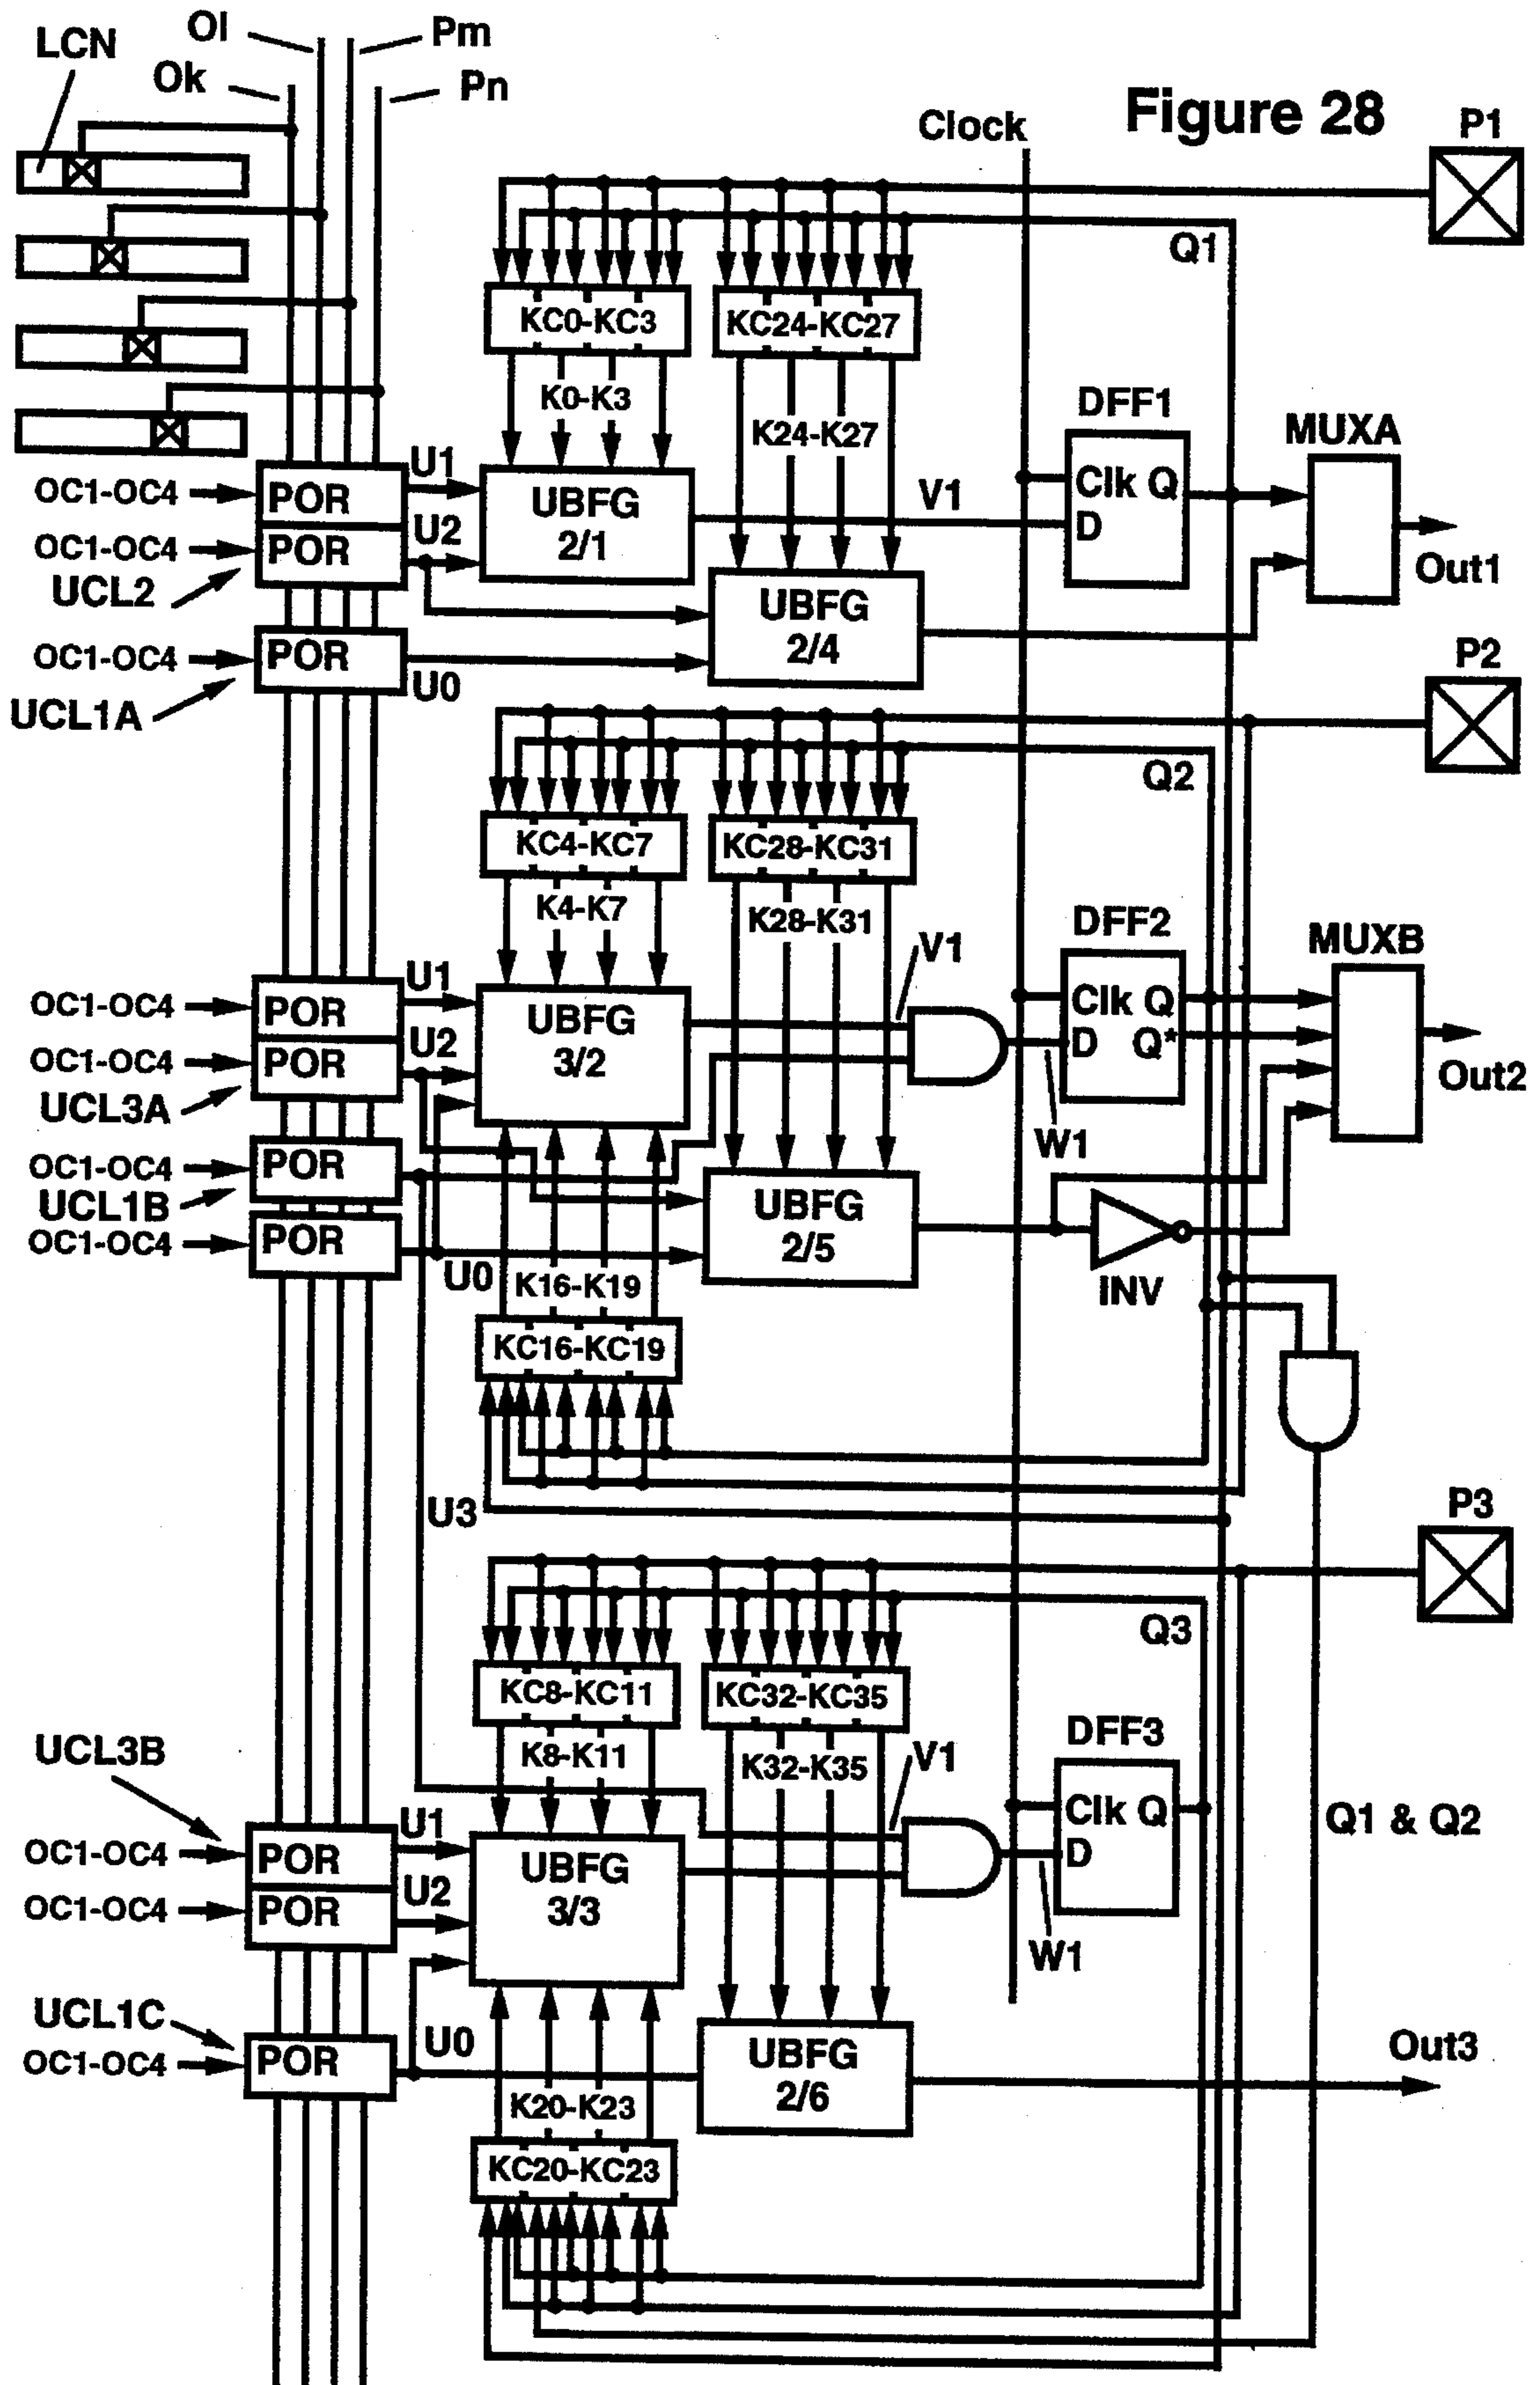 Figure 28
LCN
Ol
Pm
Ok
Pn
Clock
P1
Q1
KC0-KC3
KC24-KC27
K0-K3
K24-K27
DFF1
MUXA
OC1-OC4
POR
U1
UBFG
2/1
V1
Clk Q
D
OC1-OC4
POR
U2
UCL2
UBFG
2/4
Out1
OC1-OC4
POR
U0
UCL1A
P2
Q2
KC4-KC7
KC28-KC31
K4-K7
K28-K31
V1
DFF2
MUXB
OC1-OC4
POR
U1
UBFG
3/2
Clk Q
D Q*
OC1-OC4
POR
U2
UCL3A
Out2
W1
OC1-OC4
POR
UCL1B
UBFG
2/5
OC1-OC4
POR
U0
K16-K19
INV
KC16-KC19
U3
P3
Q3
KC8-KC11
KC32-KC35
K8-K11
K32-K35
V1
DFF3
UCL3B
OC1-OC4
POR
U1
UBFG
3/3
Clk Q
D
Q1 & Q2
OC1-OC4
POR
U2
W1
UCL1C
OC1-OC4
POR
U0
UBFG
2/6
Out3
K20-K23
KC20-KC23